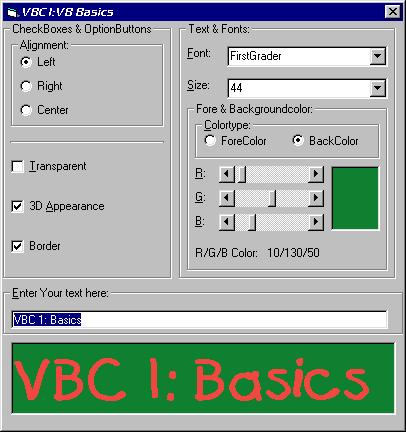 VBC1:VB Basics
CheckBoxes & OptionButtons
Alignment:
Left
Right
Center
Transparent
3D Appearance
Border
Text & Fonts:
Font: FirstGrader
Size: 44
Fore & Backgroundcolor:
Colortype:
ForeColor BackColor
R:
G:
B:
R/G/B Color: 10/130/50
Enter Your text here:
VBC 1: Basics
VBC 1: Basics